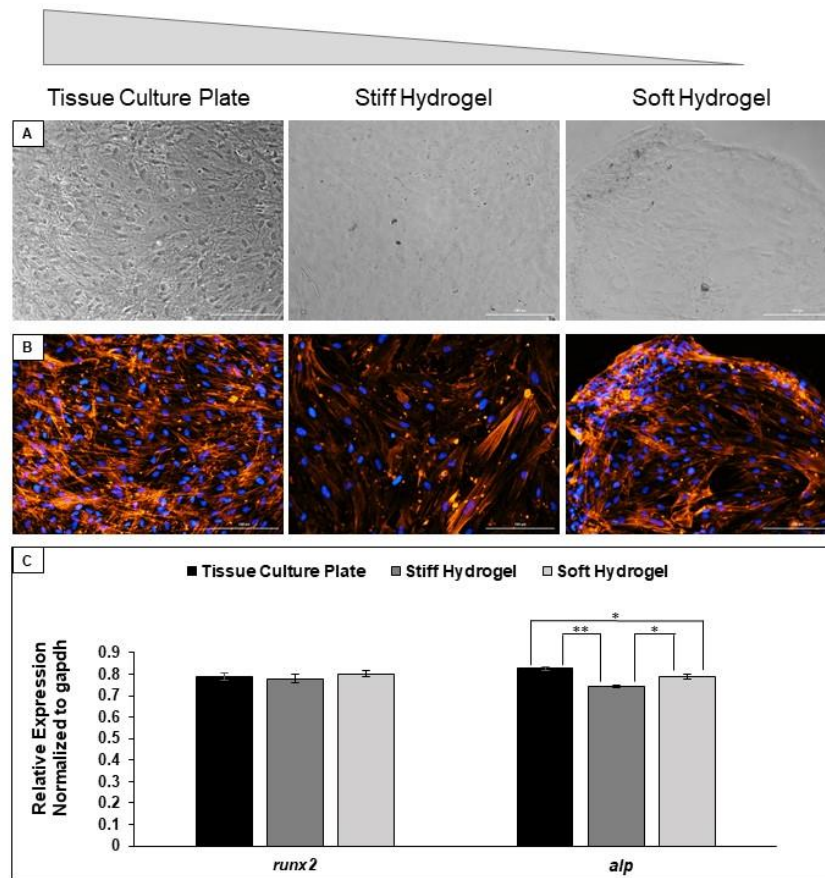 Tissue Culture Plate Stiff Hydrogel Soft Hydrogel
A
B
C
Tissue Culture Plate Stiff Hydrogel Soft Hydrogel
* ** *
Relative Expression
Normalized to gapdh
0.9
0.8
0.7
0.6
0.5
0.4
0.3
0.2
0.1
0
runx2 alp